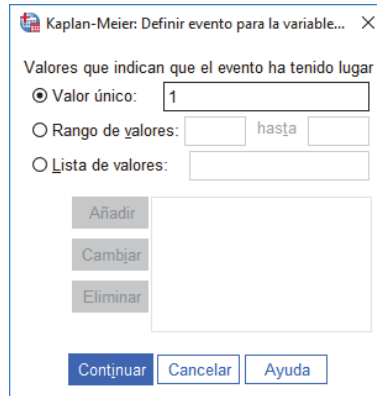 Kaplan-Meier: Definir evento para la variable...
Valores que indican que el evento ha tenido lugar
Valor único: 1
Rango de valores: hasta
Lista de valores:
Añadir
Cambiar
Eliminar
Continuar Cancelar Ayuda